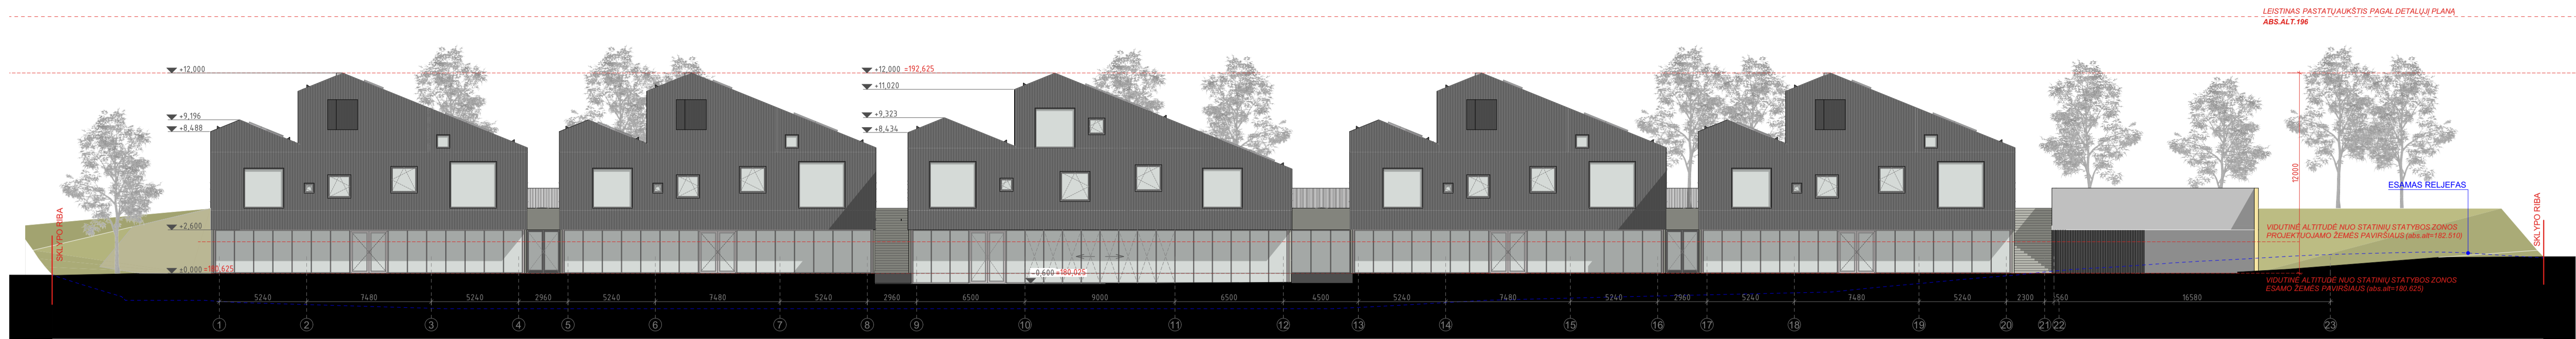 LEISTINAS PASTATŲ AUKŠTIS PAGAL DETALŲJĮ PLANĄ
ABS.ALT.196
+12,000
+12,000 =192,625
+11,020
+9,196
+9,323
+8,488
+8,434
12000
ESAMAS RELJEFAS
SKLYPO RIBA
SKLYPO RIBA
+2,600
VIDUTINĖ ALTITUDĖ NUO STATINIŲ STATYBOS ZONOS
PROJEKTUOJAMO ŽEMĖS PAVIRŠIAUS (abs.alt=182.510)
±0,000 =180,625
-0,600 =180,025
VIDUTINĖ ALTITUDĖ NUO STATINIŲ STATYBOS ZONOS
ESAMO ŽEMĖS PAVIRŠIAUS (abs.alt=180.625)
5240 7480 5240 2960 5240 7480 5240 2960 6500 9000 6500 4500 5240 7480 5240 2960 5240 7480 5240 2300 560 16580
1 2 3 4 5 6 7 8 9 10 11 12 13 14 15 16 17 18 19 20 21 22 23